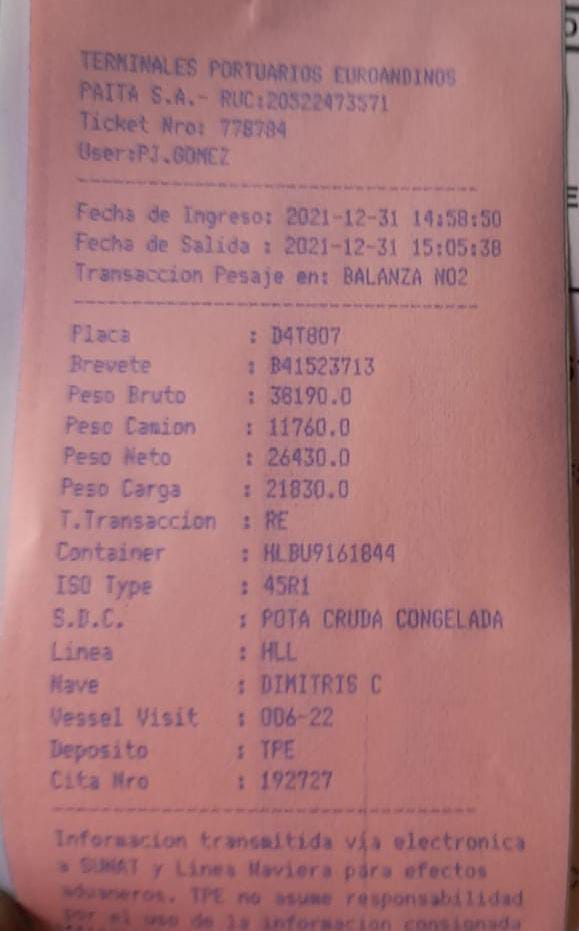 TERMINALES PORTUARIOS EUROANDINOS
PAITA S.A.- RUC:20522473571
Ticket Nro: 778784
User:PJ.GOMEZ
Fecha de Ingreso: 2021-12-31 14:58:50
Fecha de Salida : 2021-12-31 15:05:38
Transaccion Pesaje en: BALANZA NO2
Placa : D4T807
Brevete : B41523713
Peso Bruto : 38190.0
Peso Camion : 11760.0
Peso Neto : 26430.0
Peso Carga : 21830.0
T.Transaccion : RE
Container : HLBU9161844
ISO Type : 45R1
S.D.C. : POTA CRUDA CONGELADA
Linea : HLL
Nave : DIMITRIS C
Vessel Visit : 006-22
Deposito : TPE
Cita Nro : 192727
Informacion transmitida via electronica
a SUNAT y Linea Naviera para efectos
aduaneros. TPE no asume responsabilidad
por el uso de la informacion consignada